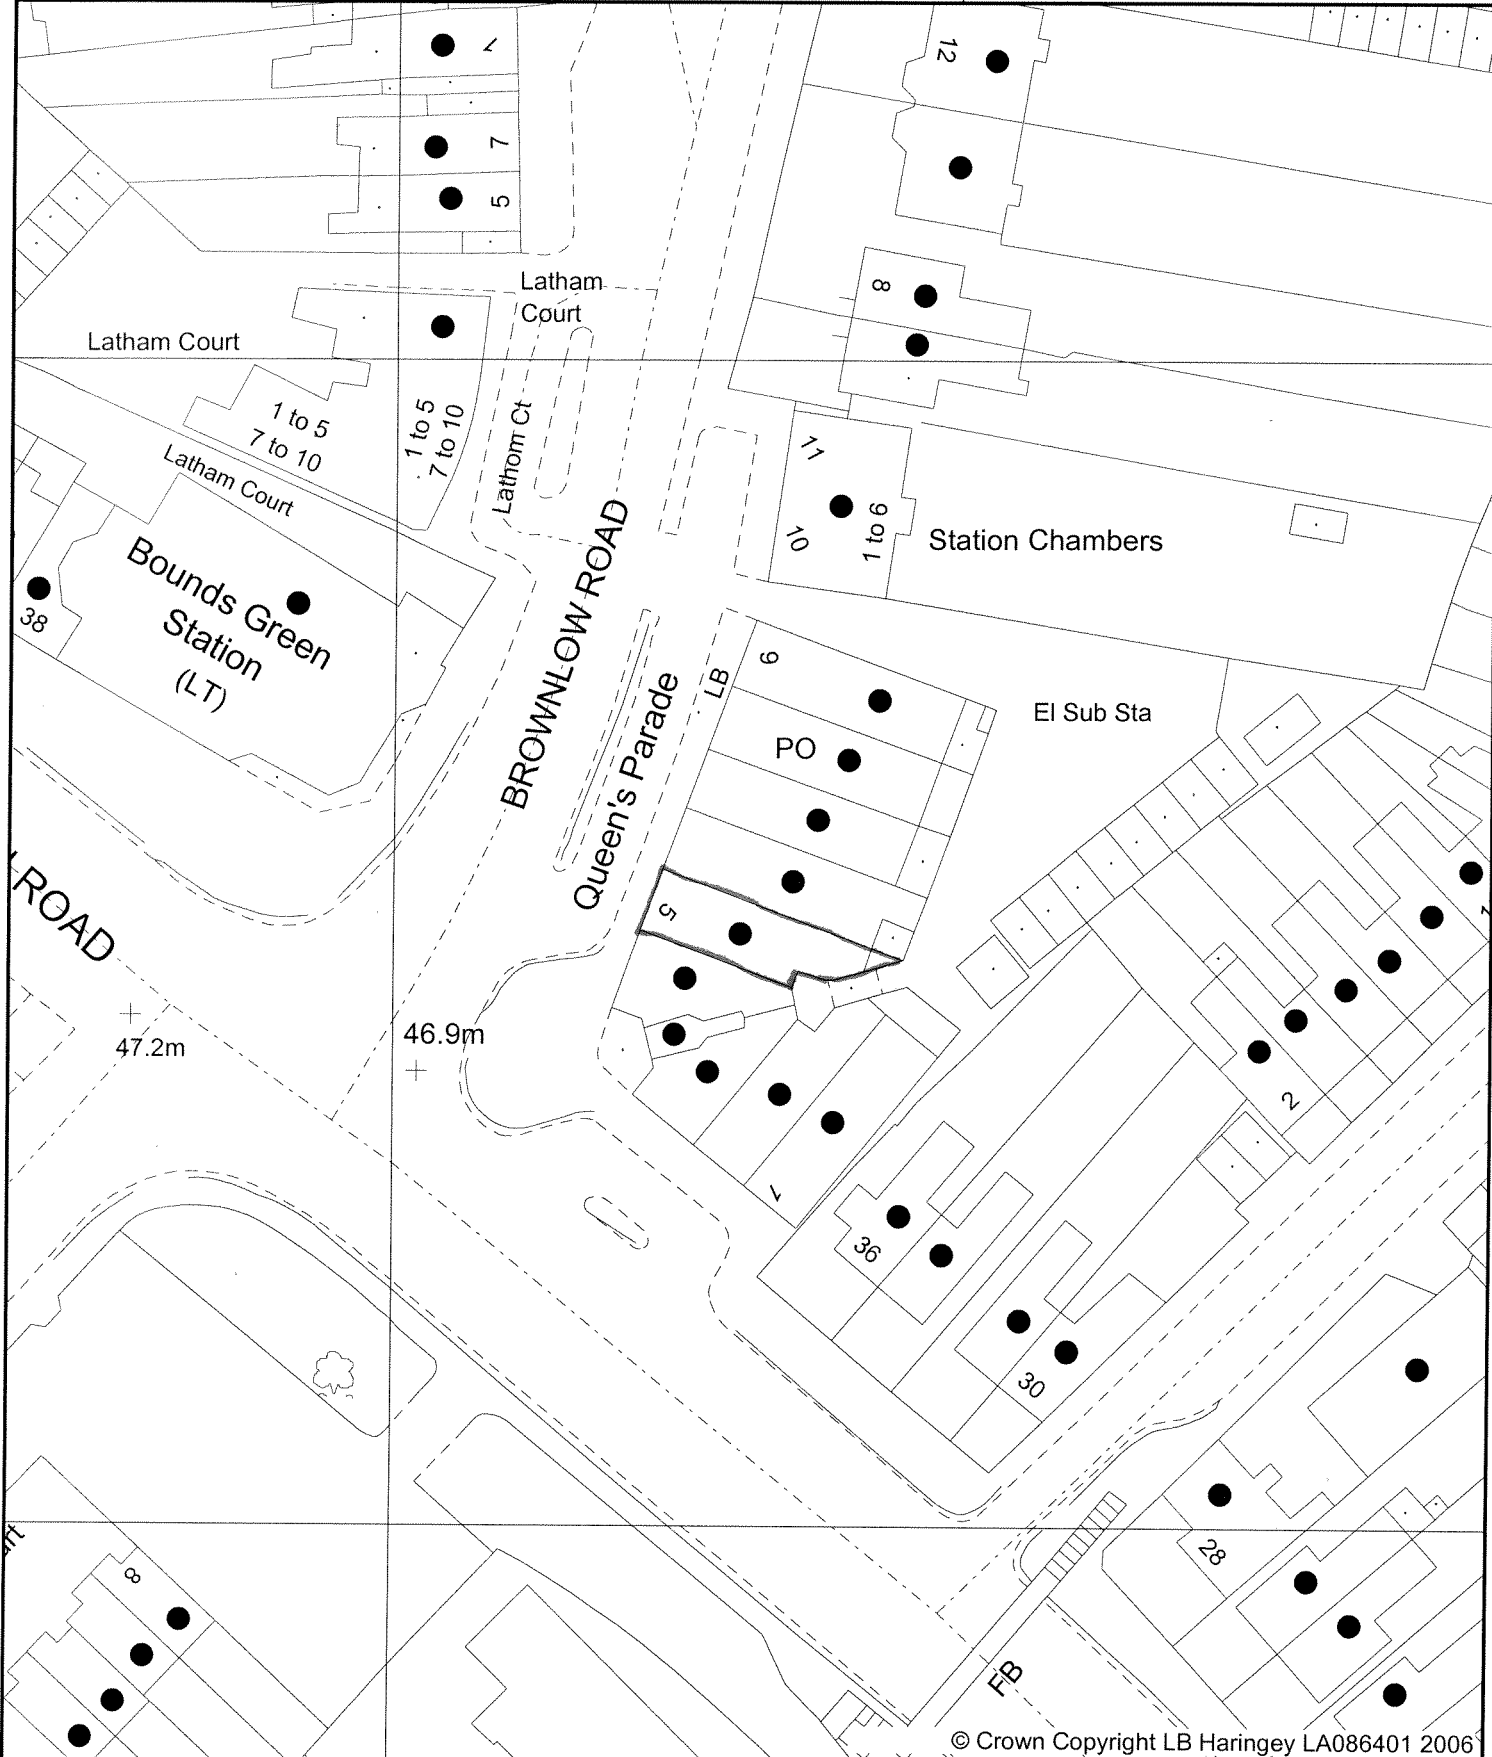 12
7
5
8
Latham
Court
Latham Court
1 to 5
7 to 10
1 to 5
7 to 10
Latham Court
Lathom Ct
11
10
1 to 6
Station Chambers
Bounds Green
Station
(LT)
38
BROWNLOW ROAD
Queen's Parade
LB
9
PO
El Sub Sta
5
ROAD
47.2m
46.9m
1
2
7
36
30
28
8
FB
© Crown Copyright LB Haringey LA086401 2006